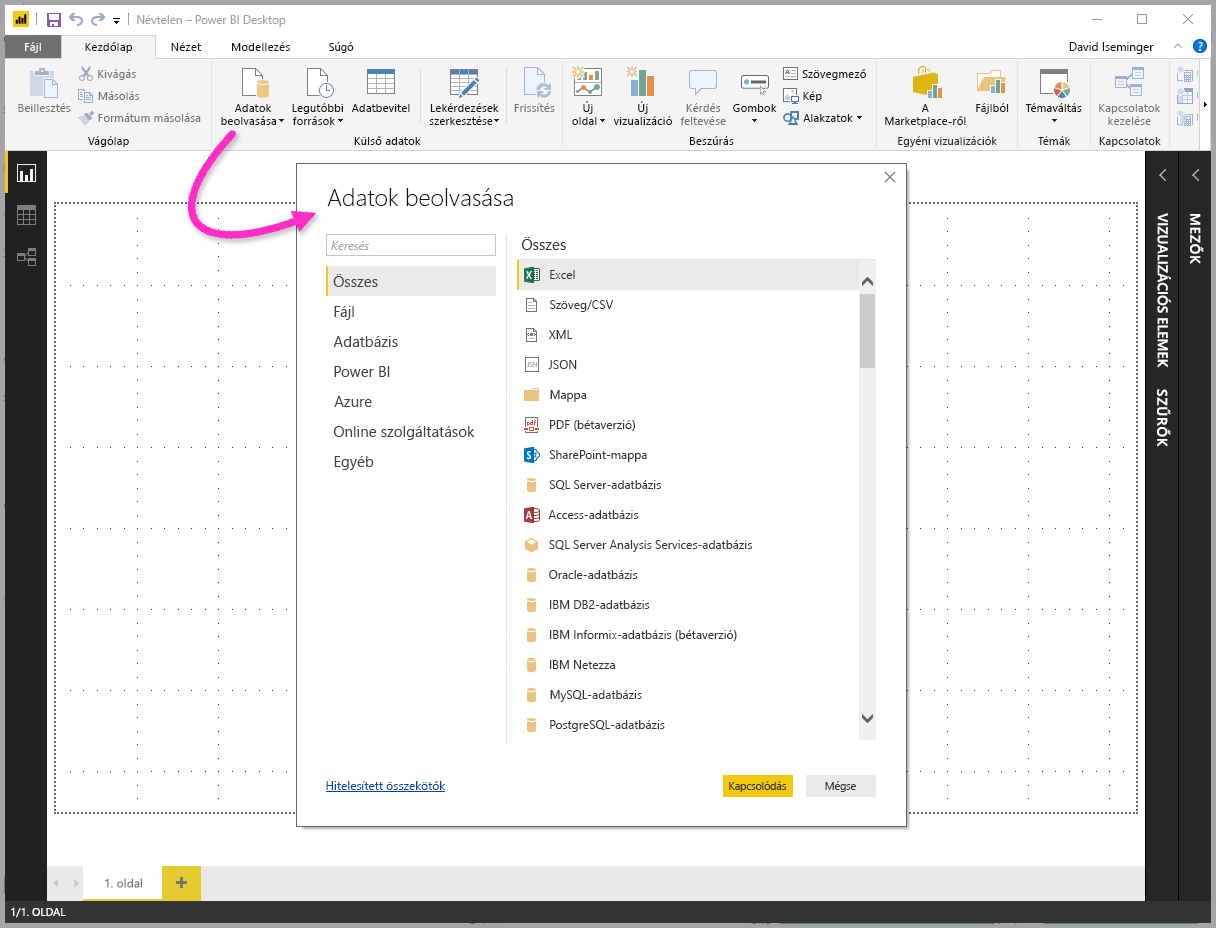 Névtelen – Power BI Desktop
Fájl
Kezdőlap
Nézet
Modellezés
Súgó
David Iseminger
?
Beillesztés
Kivágás
Másolás
Formátum másolása
Vágólap
Adatok
beolvasása
Legutóbbi
források
Adatbevitel
Lekérdezések
szerkesztése
Frissítés
Külső adatok
Új
oldal
Új
vizualizáció
Kérdés
feltevése
Gombok
Szövegmező
Kép
Alakzatok
Beszúrás
A
Marketplace-ről
Fájlból
Egyéni vizualizációk
Témaváltás
Témák
Kapcsolatok
kezelése
Kapcsolatok
Adatok beolvasása
Keresés
Összes
Fájl
Adatbázis
Power BI
Azure
Online szolgáltatások
Egyéb
Összes
Excel
Szöveg/CSV
XML
JSON
Mappa
PDF (bétaverzió)
SharePoint-mappa
SQL Server-adatbázis
Access-adatbázis
SQL Server Analysis Services-adatbázis
Oracle-adatbázis
IBM DB2-adatbázis
IBM Informix-adatbázis (bétaverzió)
IBM Netezza
MySQL-adatbázis
PostgreSQL-adatbázis
Hitelesített összekötők
Kapcsolódás
Mégse
VIZUALIZÁCIÓS ELEMEK
SZŰRŐK
MEZŐK
1. oldal
1/1. OLDAL